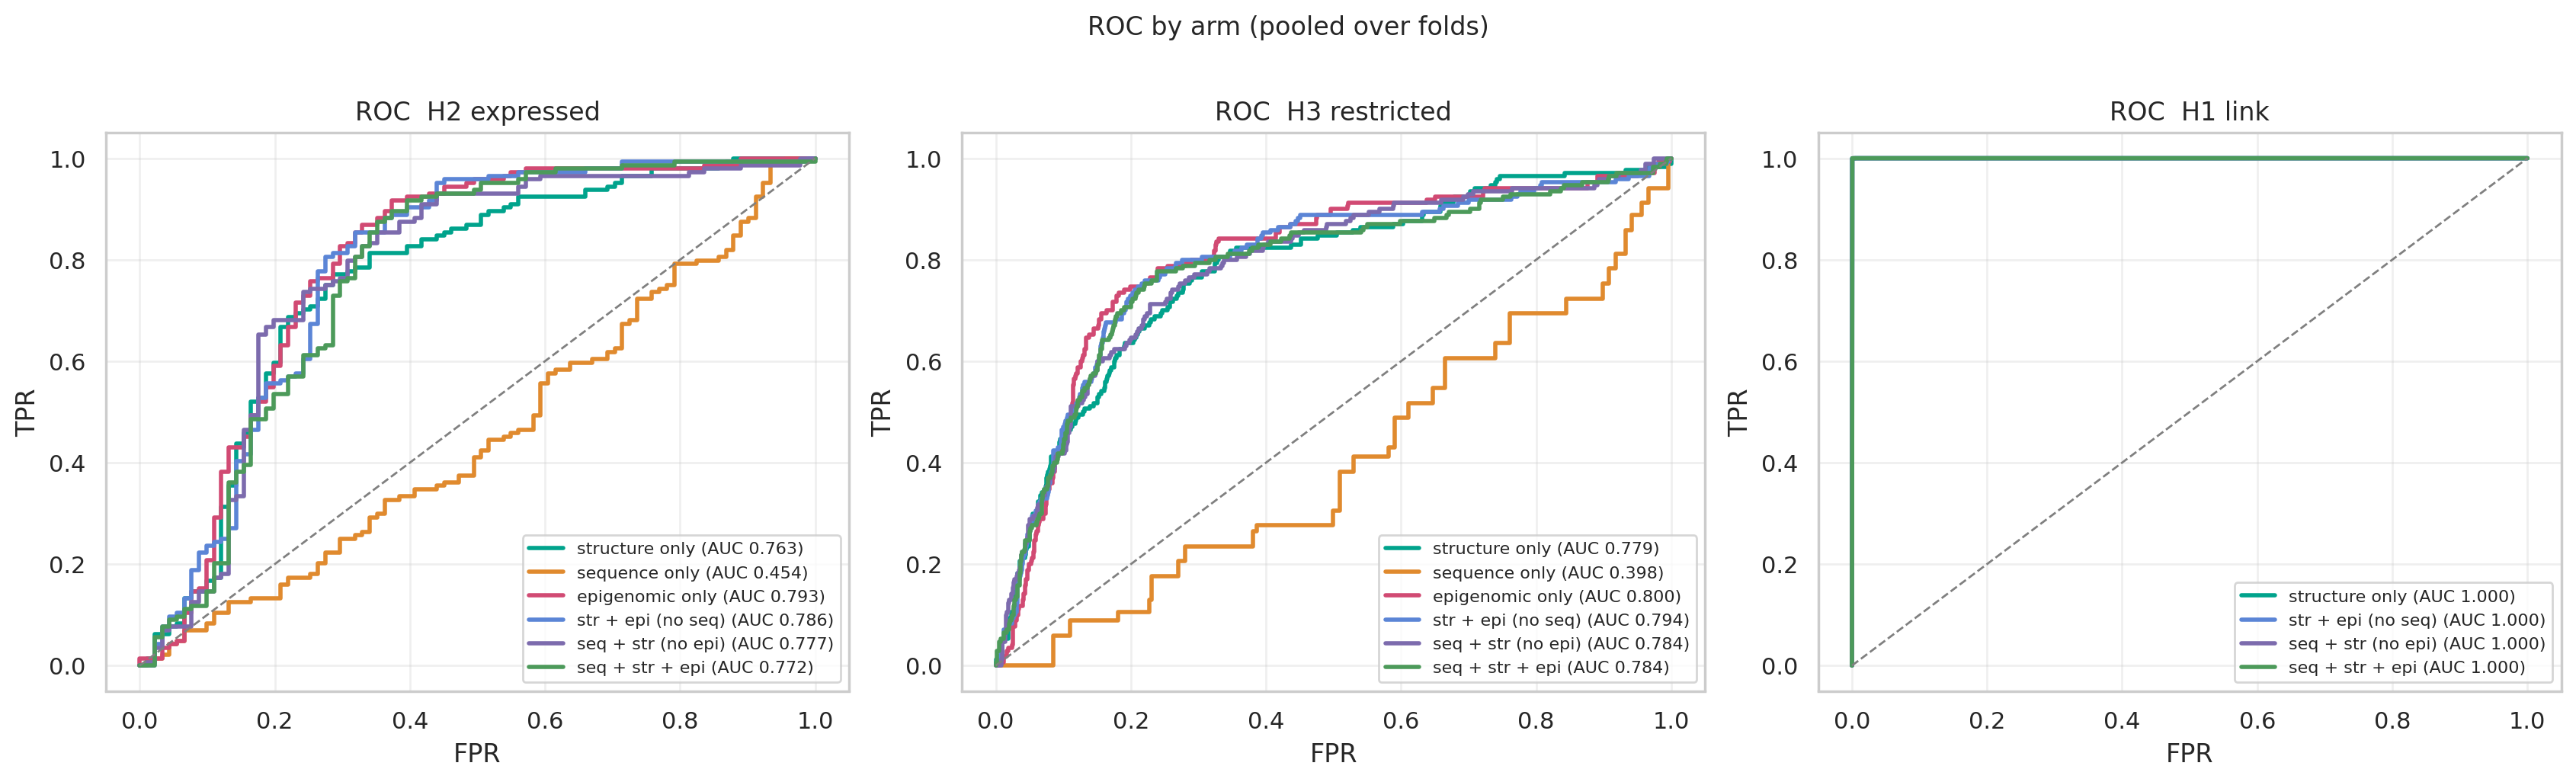 ROC by arm (pooled over folds)
ROC H2 expressed
TPR
1.0
0.8
0.6
0.4
0.2
0.0
structure only (AUC 0.763)
sequence only (AUC 0.454)
epigenomic only (AUC 0.793)
str + epi (no seq) (AUC 0.786)
seq + str (no epi) (AUC 0.777)
seq + str + epi (AUC 0.772)
0.0 0.2 0.4 0.6 0.8 1.0
FPR
ROC H3 restricted
TPR
1.0
0.8
0.6
0.4
0.2
0.0
structure only (AUC 0.779)
sequence only (AUC 0.398)
epigenomic only (AUC 0.800)
str + epi (no seq) (AUC 0.794)
seq + str (no epi) (AUC 0.784)
seq + str + epi (AUC 0.784)
0.0 0.2 0.4 0.6 0.8 1.0
FPR
ROC H1 link
TPR
1.0
0.8
0.6
0.4
0.2
0.0
structure only (AUC 1.000)
str + epi (no seq) (AUC 1.000)
seq + str (no epi) (AUC 1.000)
seq + str + epi (AUC 1.000)
0.0 0.2 0.4 0.6 0.8 1.0
FPR